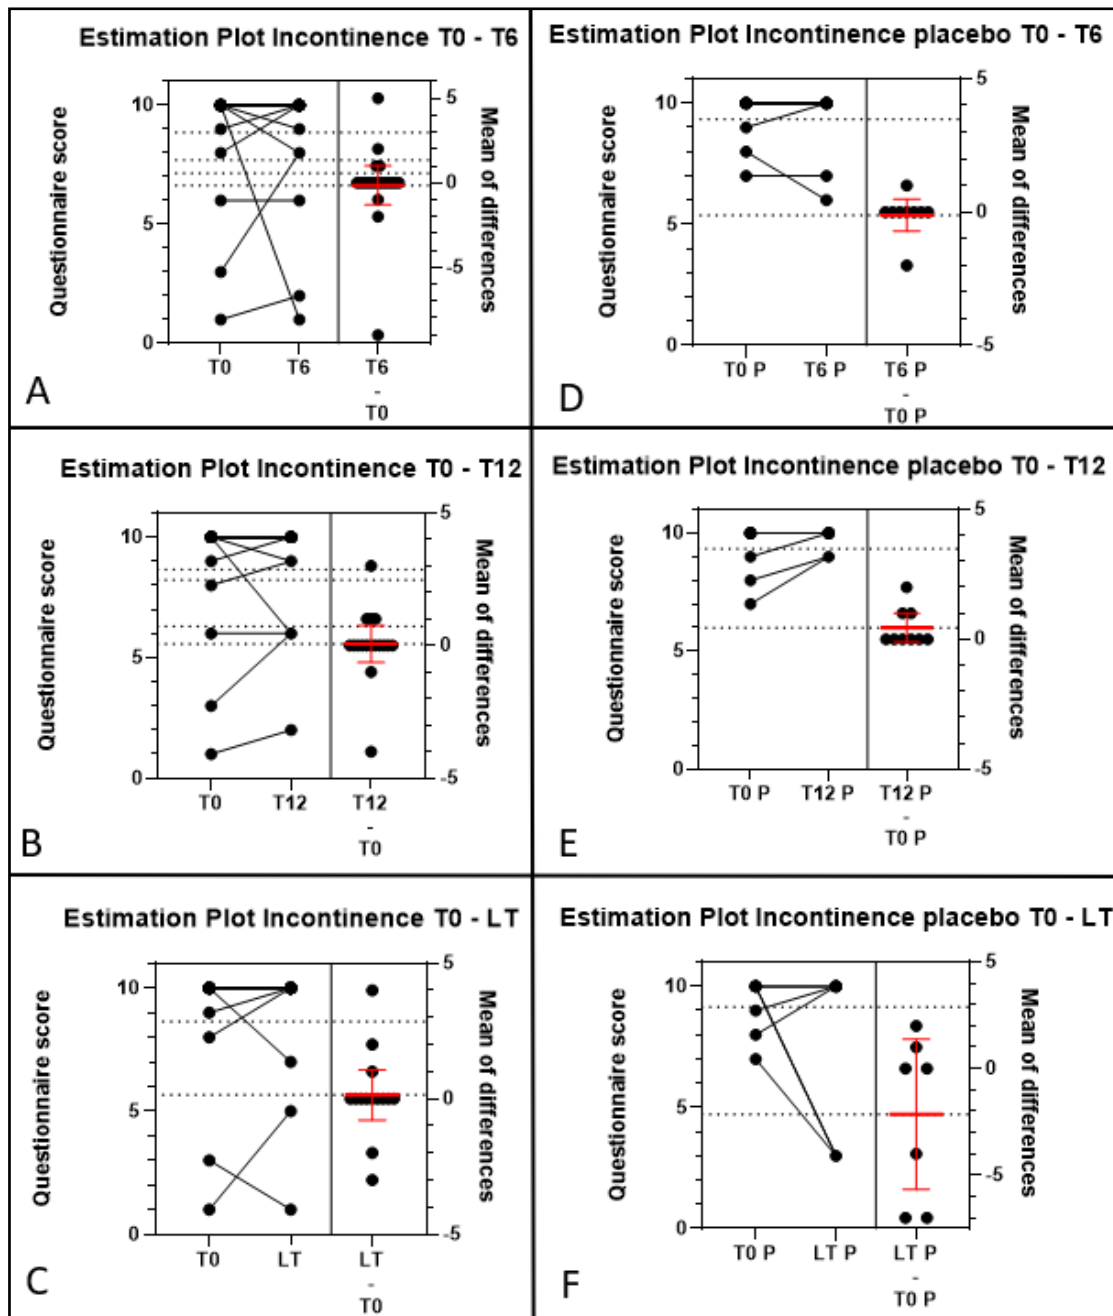 Estimation Plot Incontinence T0 - T6
Questionnaire score
10
5
0
5
0
-5
Mean of differences
T0
T6
T6
-
T0
A
Estimation Plot Incontinence placebo T0 - T6
Questionnaire score
10
5
0
5
0
-5
Mean of differences
T0 P
T6 P
T6 P
-
T0 P
D
Estimation Plot Incontinence T0 - T12
Questionnaire score
10
5
0
5
0
-5
Mean of differences
T0
T12
T12
-
T0
B
Estimation Plot Incontinence placebo T0 - T12
Questionnaire score
10
5
0
5
0
-5
Mean of differences
T0 P
T12 P
T12 P
-
T0 P
E
Estimation Plot Incontinence T0 - LT
Questionnaire score
10
5
0
5
0
-5
Mean of differences
T0
LT
LT
-
T0
C
Estimation Plot Incontinence placebo T0 - LT
Questionnaire score
10
5
0
5
0
-5
Mean of differences
T0 P
LT P
LT P
-
T0 P
F